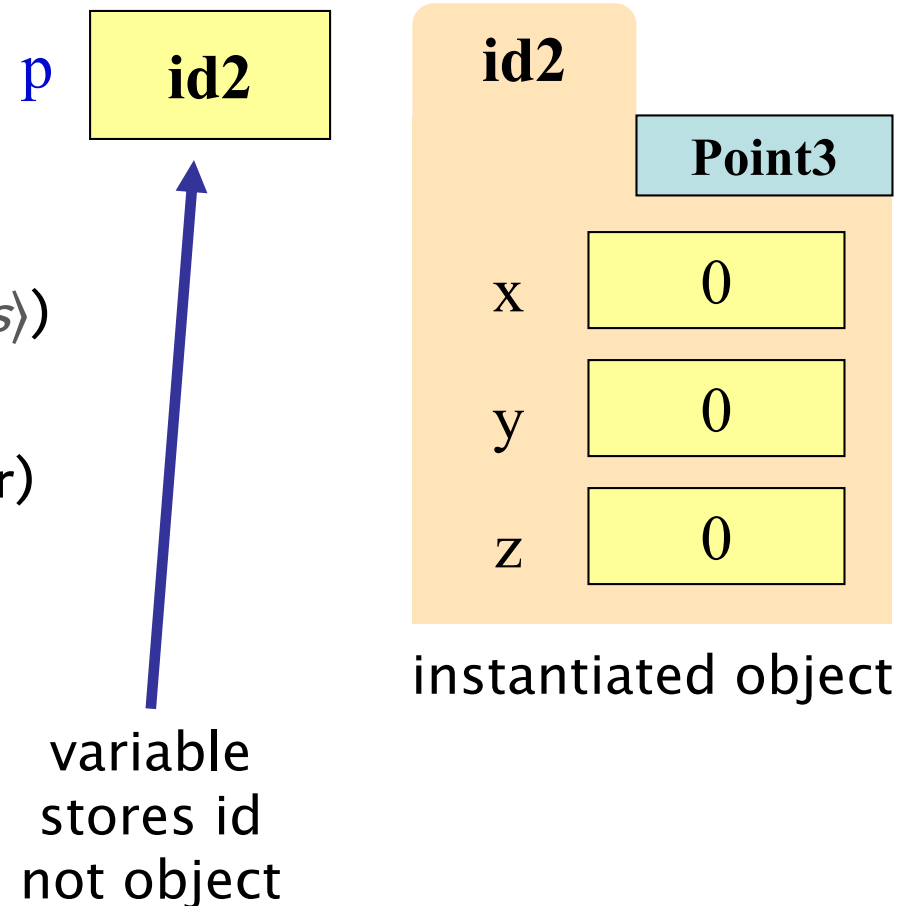 p
id2
id2
Point3
s⟩)
x 0
r)
y 0
z 0
instantiated object
variable
stores id
not object